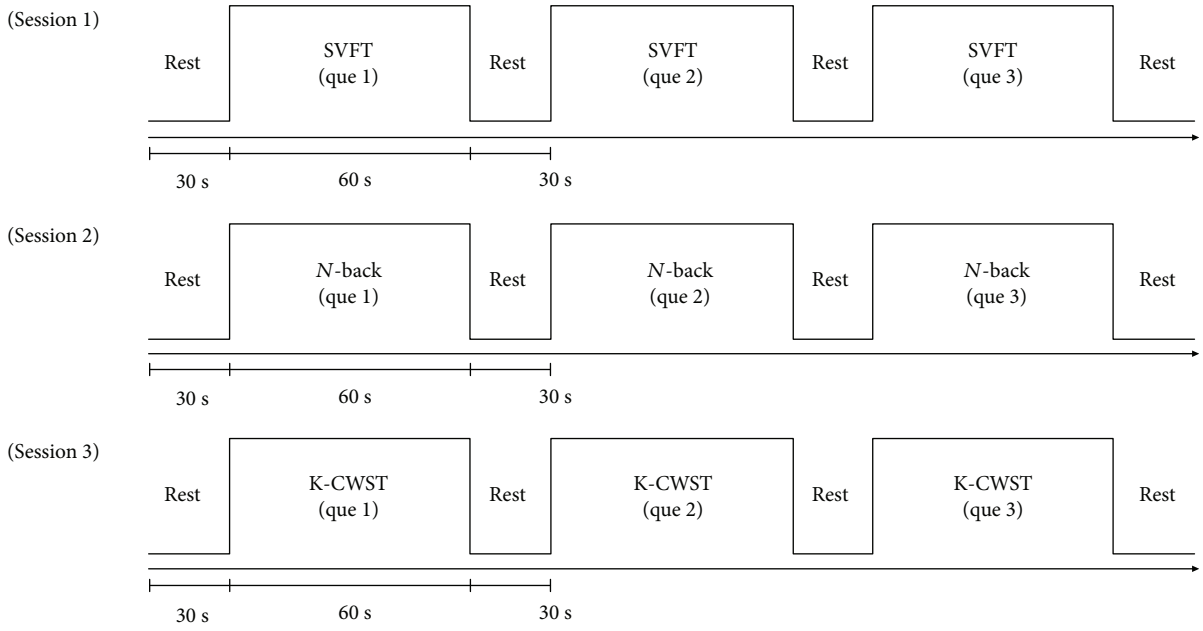 (Session 1)
Rest
SVFT
(que 1)
Rest
SVFT
(que 2)
Rest
SVFT
(que 3)
Rest
30 s
60 s
30 s
(Session 2)
Rest
N-back
(que 1)
Rest
N-back
(que 2)
Rest
N-back
(que 3)
Rest
30 s
60 s
30 s
(Session 3)
Rest
K-CWST
(que 1)
Rest
K-CWST
(que 2)
Rest
K-CWST
(que 3)
Rest
30 s
60 s
30 s